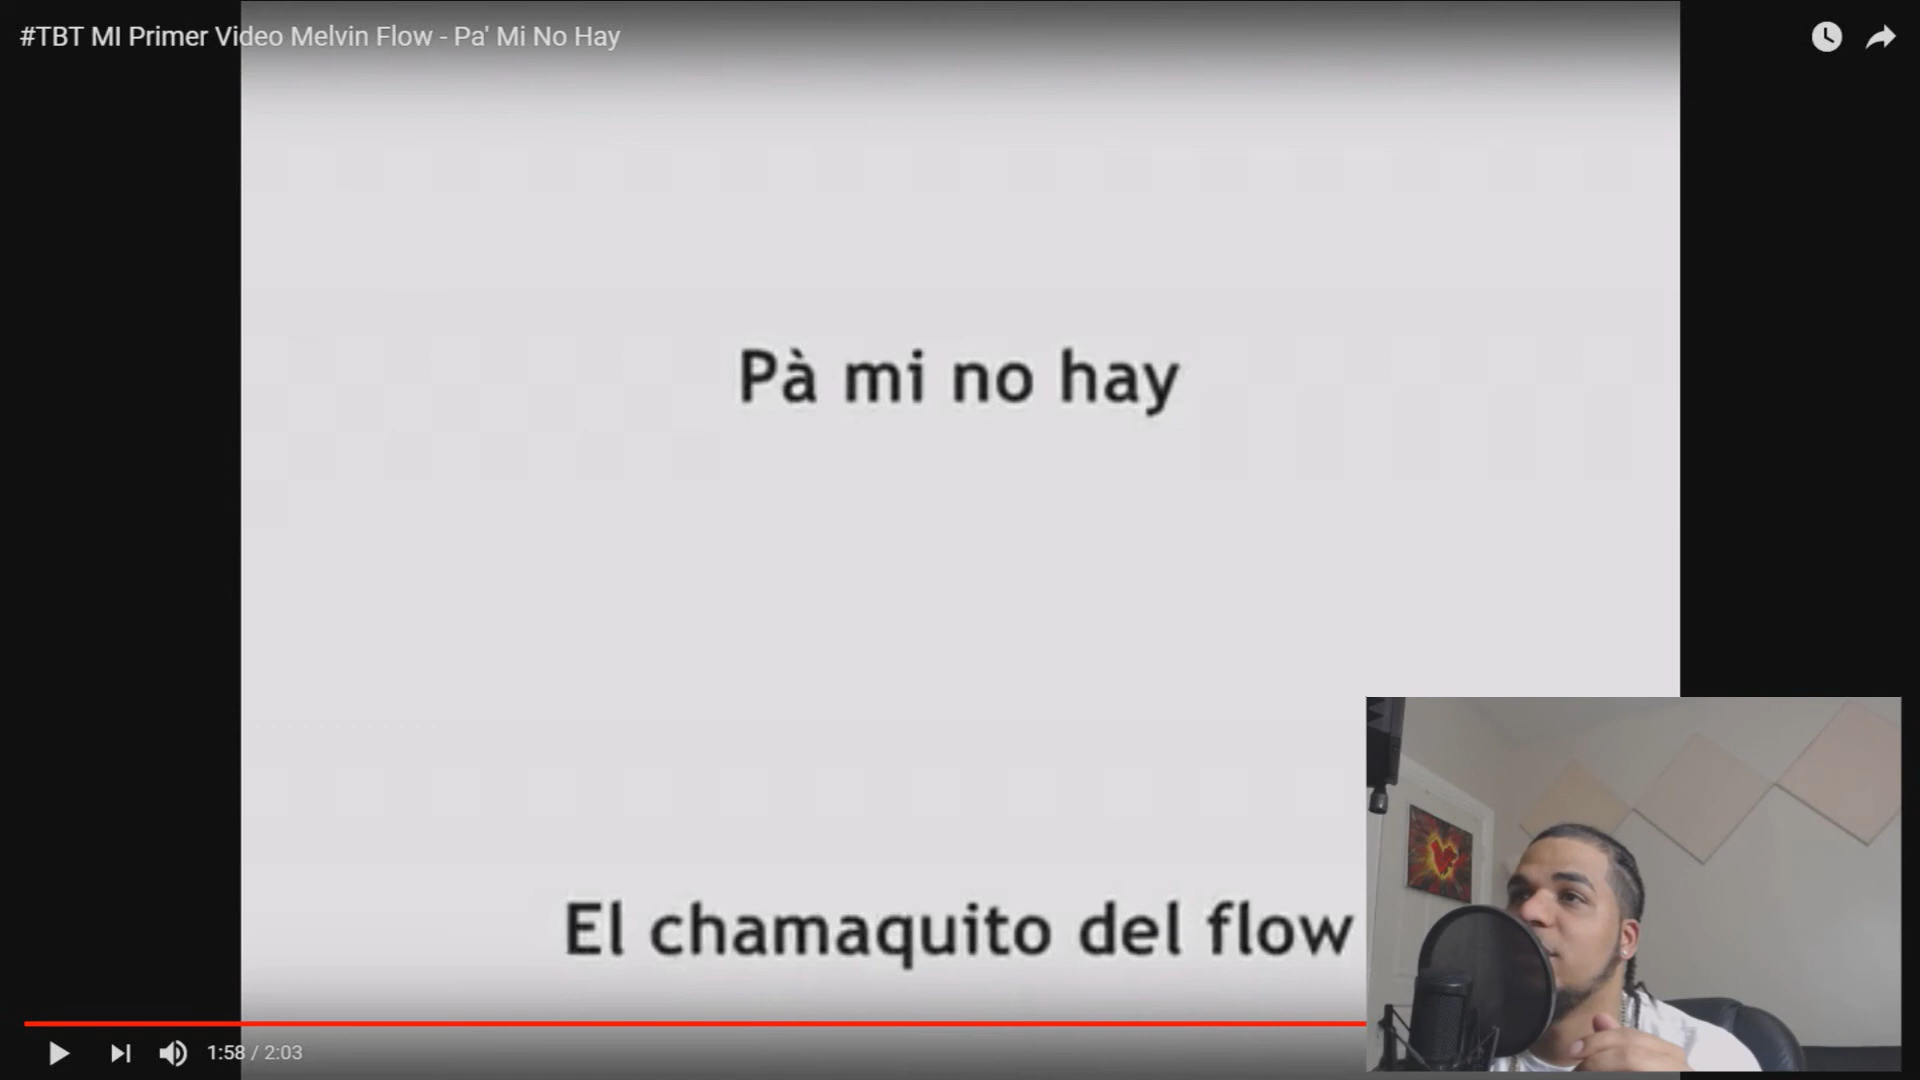 #TBT MI Primer Video Melvin Flow - Pa' Mi No Hay
Pà mi no hay
El chamaquito del flow
1:58 / 2:03